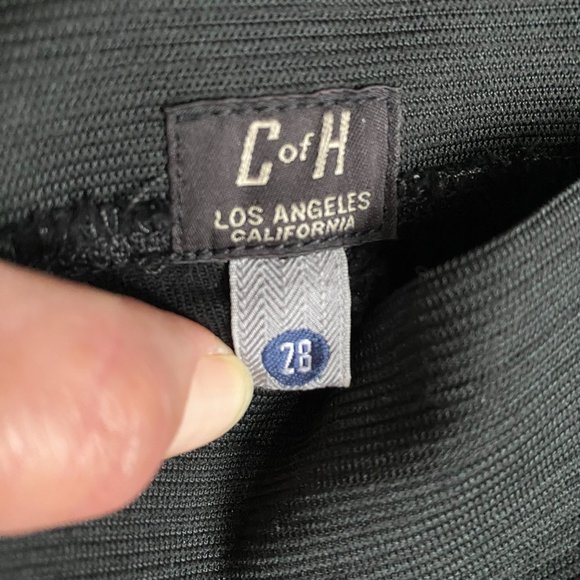 C of H
LOS ANGELES
CALIFORNIA
28